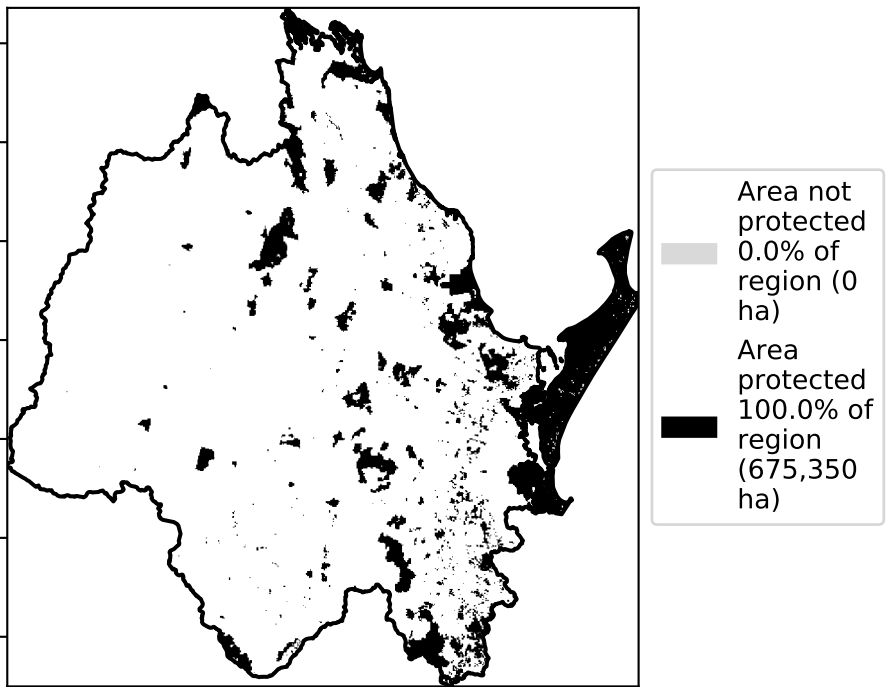 Area not
protected
0.0% of
region (0
ha)
Area
protected
100.0% of
region
(675,350
ha)